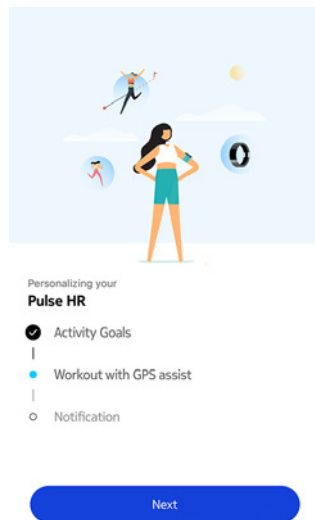 Personalizing your
Pulse HR
Activity Goals
Workout with GPS assist
Notification
Next